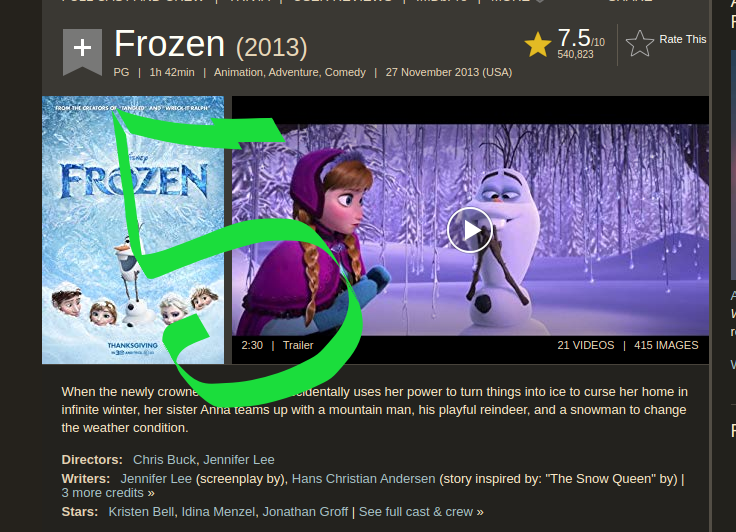 Frozen (2013)
7.5/10
540,823
Rate This
PG | 1h 42min | Animation, Adventure, Comedy | 27 November 2013 (USA)
FROM THE CREATORS OF "TANGLED" AND "WRECK-IT RALPH"
DISNEY
FROZEN
THANKSGIVING
5
2:30 | Trailer
21 VIDEOS | 415 IMAGES
When the newly crowne cidentally uses her power to turn things into ice to curse her home in
infinite winter, her sister Anna teams up with a mountain man, his playful reindeer, and a snowman to change
the weather condition.
Directors: Chris Buck, Jennifer Lee
Writers: Jennifer Lee (screenplay by), Hans Christian Andersen (story inspired by: "The Snow Queen" by) |
3 more credits »
Stars: Kristen Bell, Idina Menzel, Jonathan Groff | See full cast & crew »